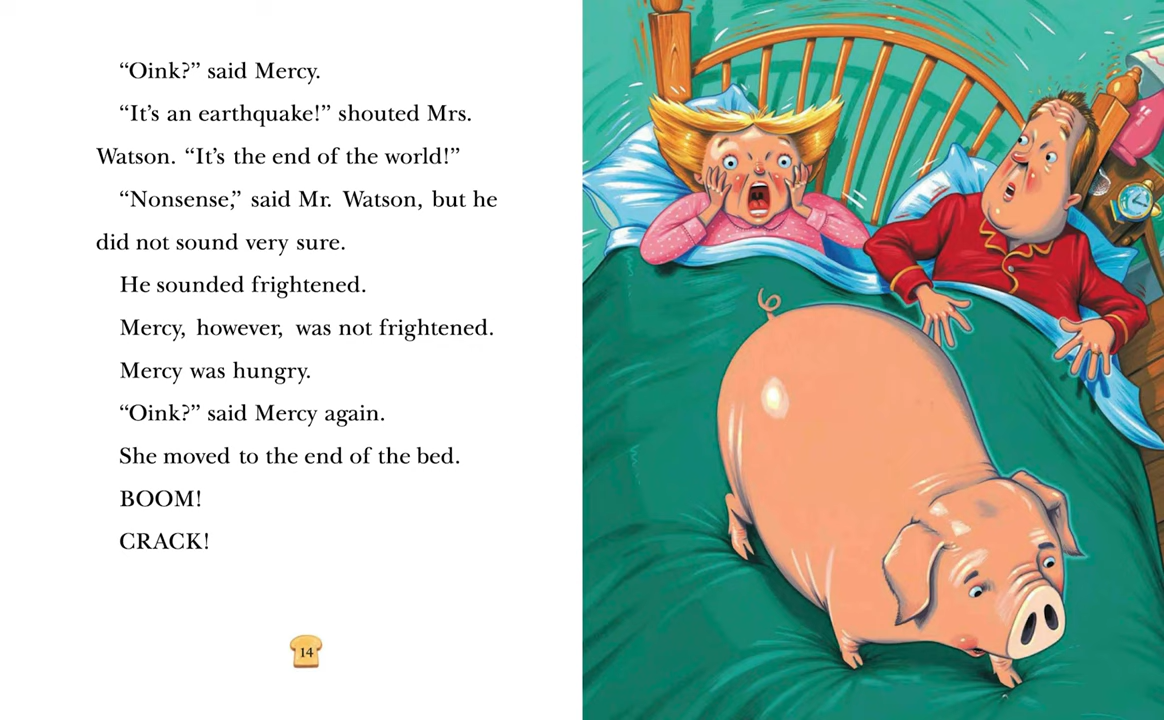 “Oink?” said Mercy.
“It’s an earthquake!” shouted Mrs.
Watson. “It’s the end of the world!”
“Nonsense,” said Mr. Watson, but he
did not sound very sure.
He sounded frightened.
Mercy, however, was not frightened.
Mercy was hungry.
“Oink?” said Mercy again.
She moved to the end of the bed.
BOOM!
CRACK!
14